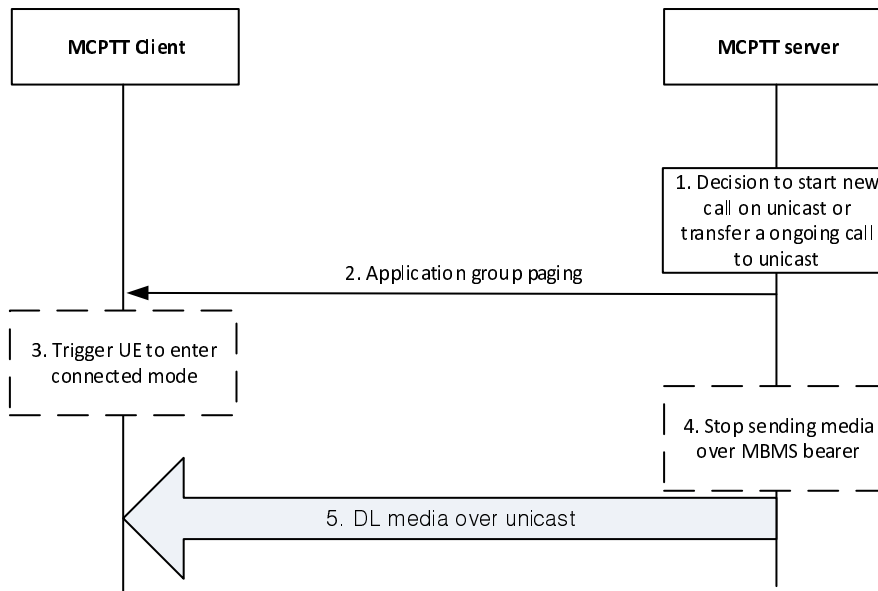 MCPTT Client
MCPTT server
1. Decision to start new
call on unicast or
transfer a ongoing call
to unicast
2. Application group paging
3. Trigger UE to enter
connected mode
4. Stop sending media
over MBMS bearer
5. DL media over unicast